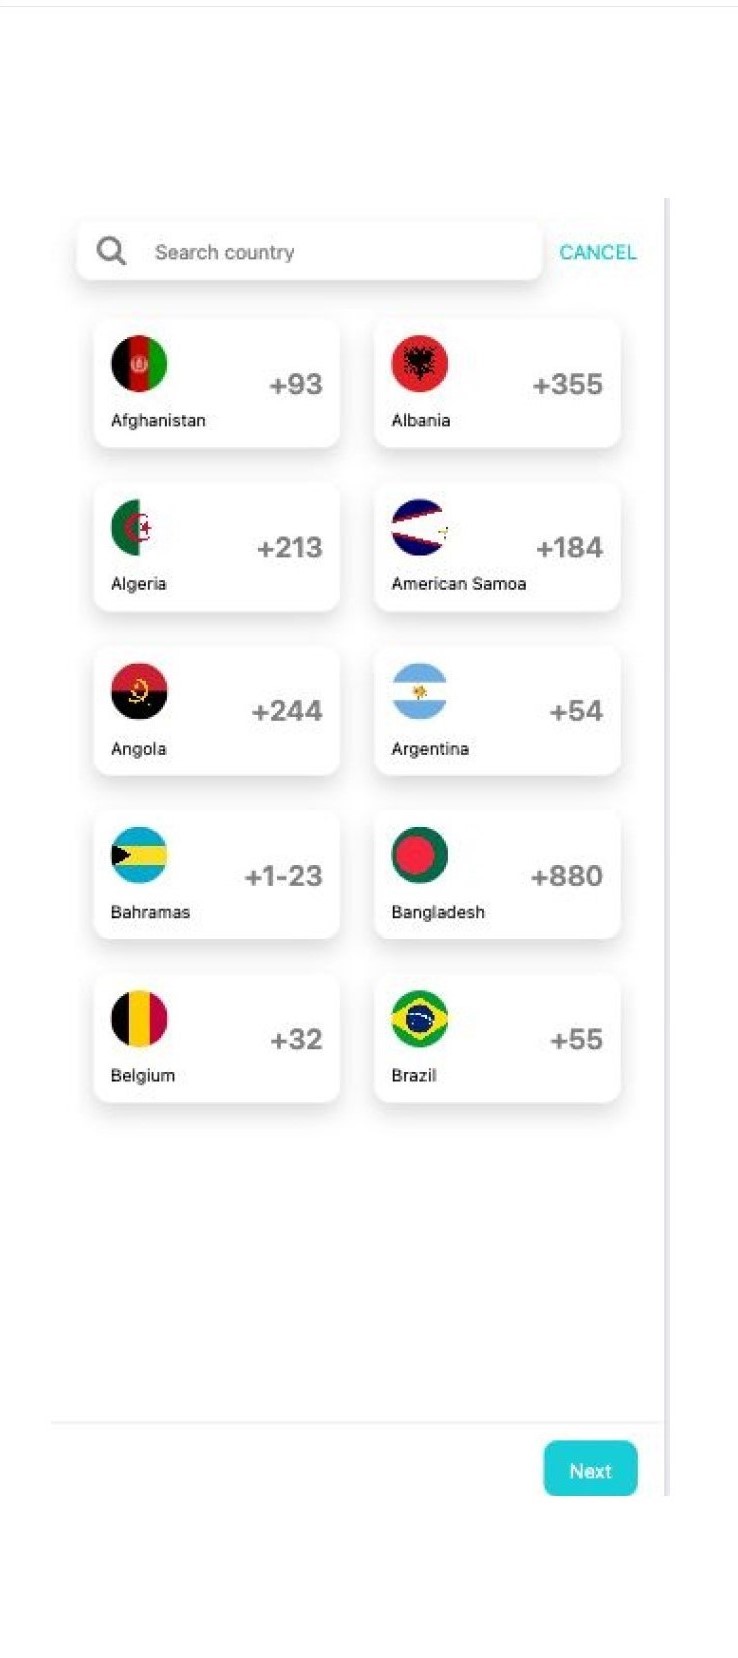 Search country
CANCEL
+93
Afghanistan
+355
Albania
+213
Algeria
+184
American Samoa
+244
Angola
+54
Argentina
+1-23
Bahramas
+880
Bangladesh
+32
Belgium
+55
Brazil
Next